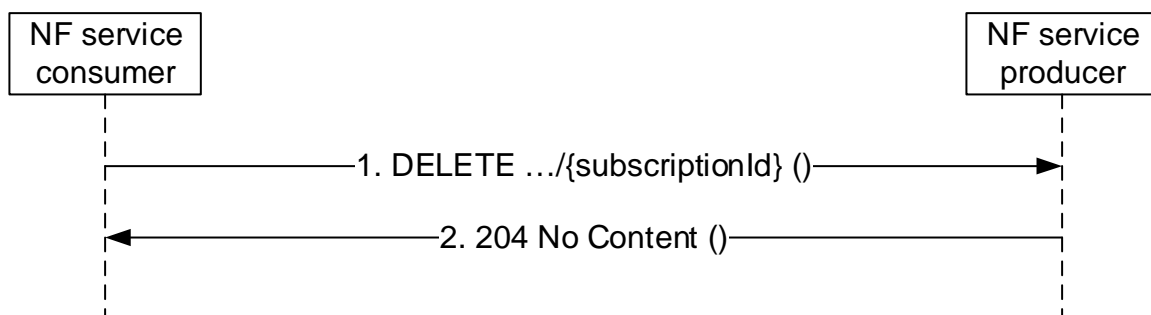 NF service
consumer
NF service
producer
1. DELETE …/{subscriptionId} ()
2. 204 No Content ()